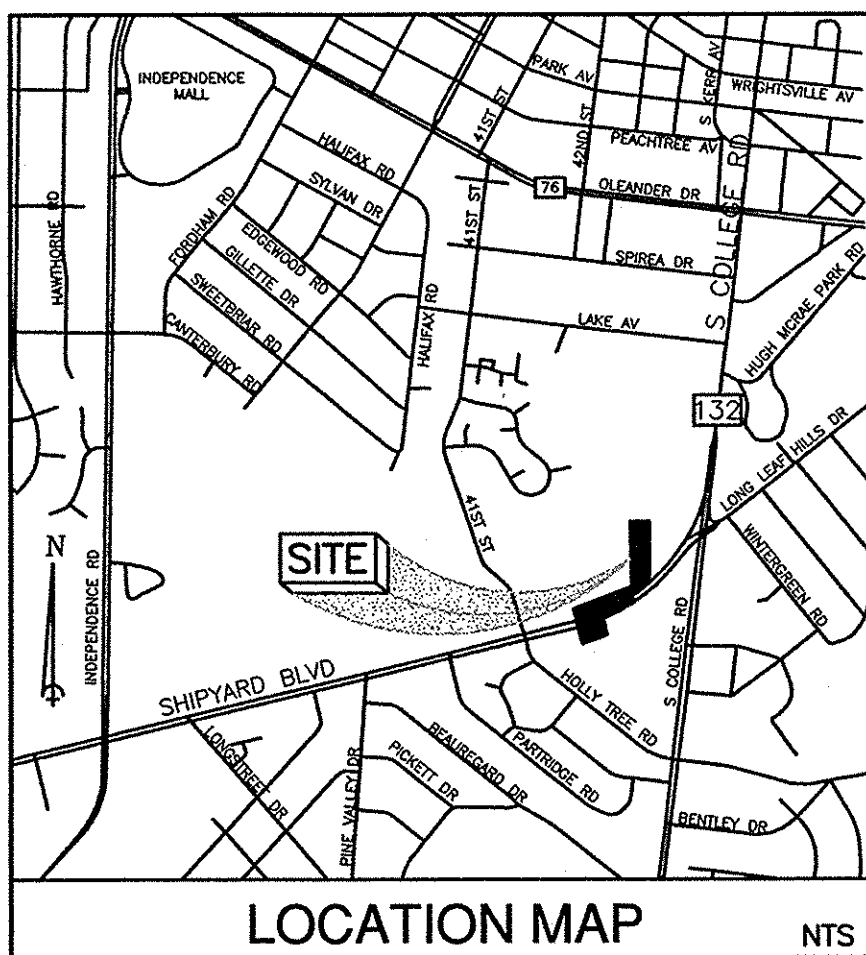 INDEPENDENCE
MALL
PARK AV
S KERR AV
WRIGHTSVILLE AV
41ST ST
42ND ST
PEACHTREE AV
HALIFAX RD
SYLVAN DR
76
OLEANDER DR
S COLLEGE RD
HAWTHORNE RD
FORDHAM RD
EDGEWOOD RD
GILLETTE DR
SWEETBRIAR RD
CANTERBURY RD
41ST ST
SPIREA DR
HALIFAX RD
LAKE AV
HUGH MCRAE PARK RD
132
LONG LEAF HILLS DR
41ST ST
N
SITE
WINTERGREEN RD
INDEPENDENCE RD
SHIPYARD BLVD
S COLLEGE RD
HOLLY TREE RD
LONGSTREET DR
PINE VALLEY DR
PICKETT DR
BEAUREGARD DR
PARTRIDGE RD
BENTLEY DR
LOCATION MAP
NTS